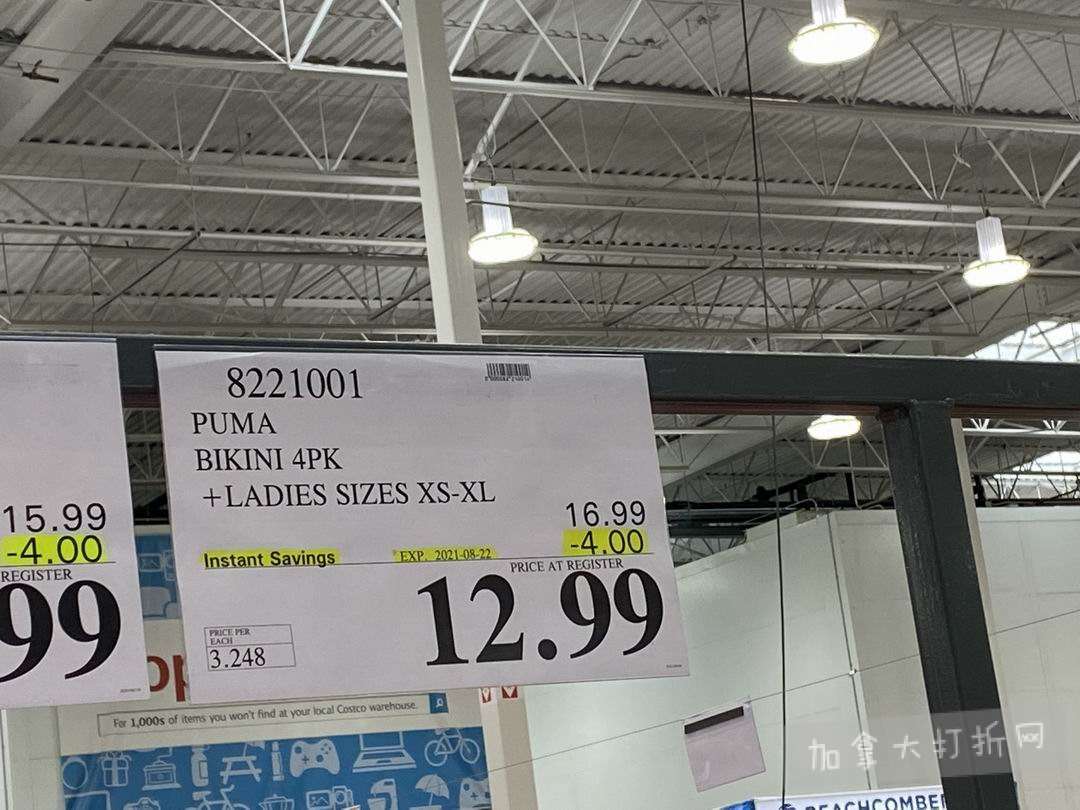 8221001
PUMA
BIKINI 4PK
+LADIES SIZES XS-XL
16.99
Instant Savings EXP. 2021-08-22 -4.00
PRICE AT REGISTER
12.99
PRICE PER
EACH
3.248
15.99
-4.00
REGISTER
99
op
For 1,000s of items you won't find at your local Costco warehouse.
BEACHCOMBE
加拿大打折网